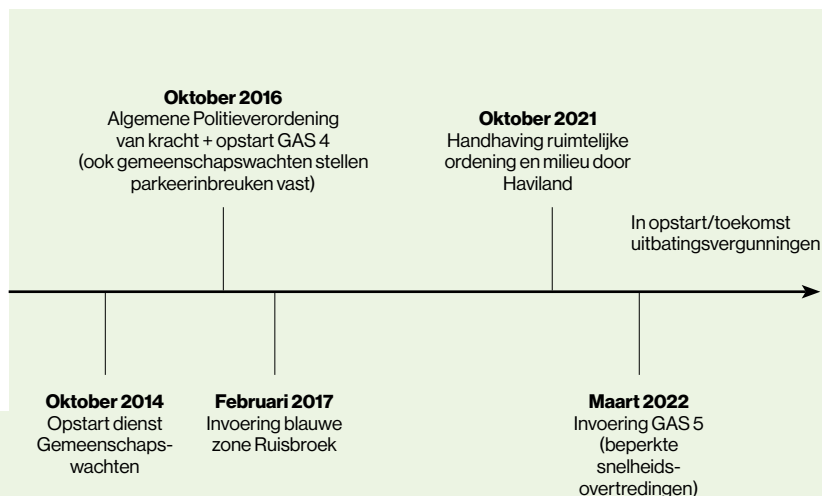 Oktober 2016
Algemene Politieverordening
van kracht + opstart GAS 4
(ook gemeenschapswachten stellen
parkeerinbreuken vast)
Oktober 2021
Handhaving ruimtelijke
ordening en milieu door
Haviland
In opstart/toekomst
uitbatingsvergunningen
Oktober 2014
Opstart dienst
Gemeenschaps-
wachten
Februari 2017
Invoering blauwe
zone Ruisbroek
Maart 2022
Invoering GAS 5
(beperkte
snelheids-
overtredingen)